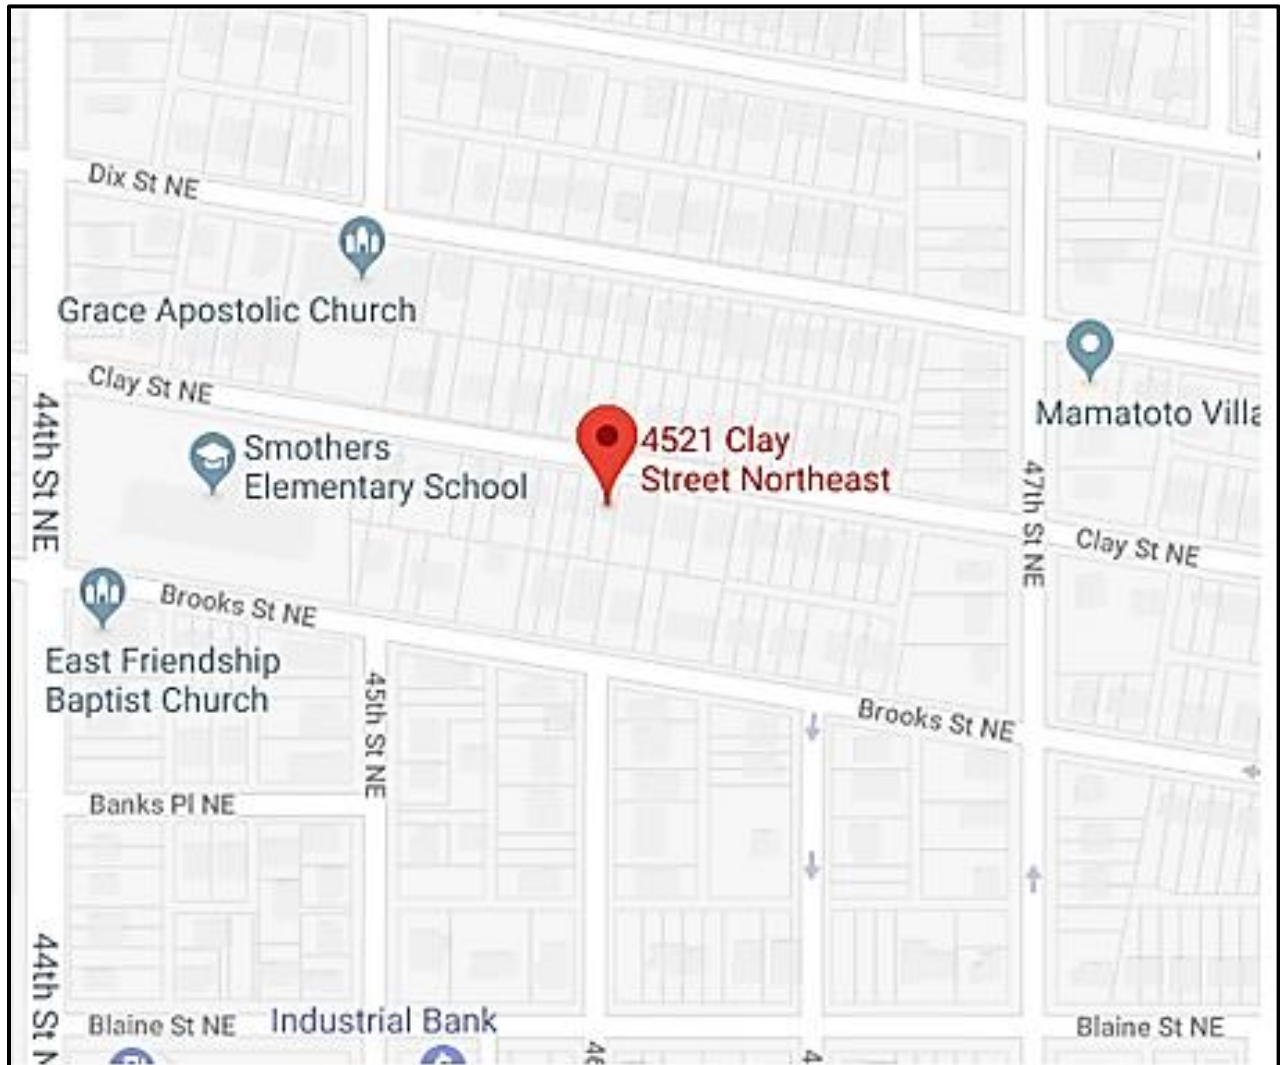 Dix St NE
Grace Apostolic Church
Clay St NE
44th St NE
Smothers
Elementary School
4521 Clay
Street Northeast
Mamatoto Villa
47th St NE
Clay St NE
Brooks St NE
East Friendship
Baptist Church
45th St NE
Brooks St NE
Banks Pl NE
44th St N
Blaine St NE
Industrial Bank
Blaine St NE